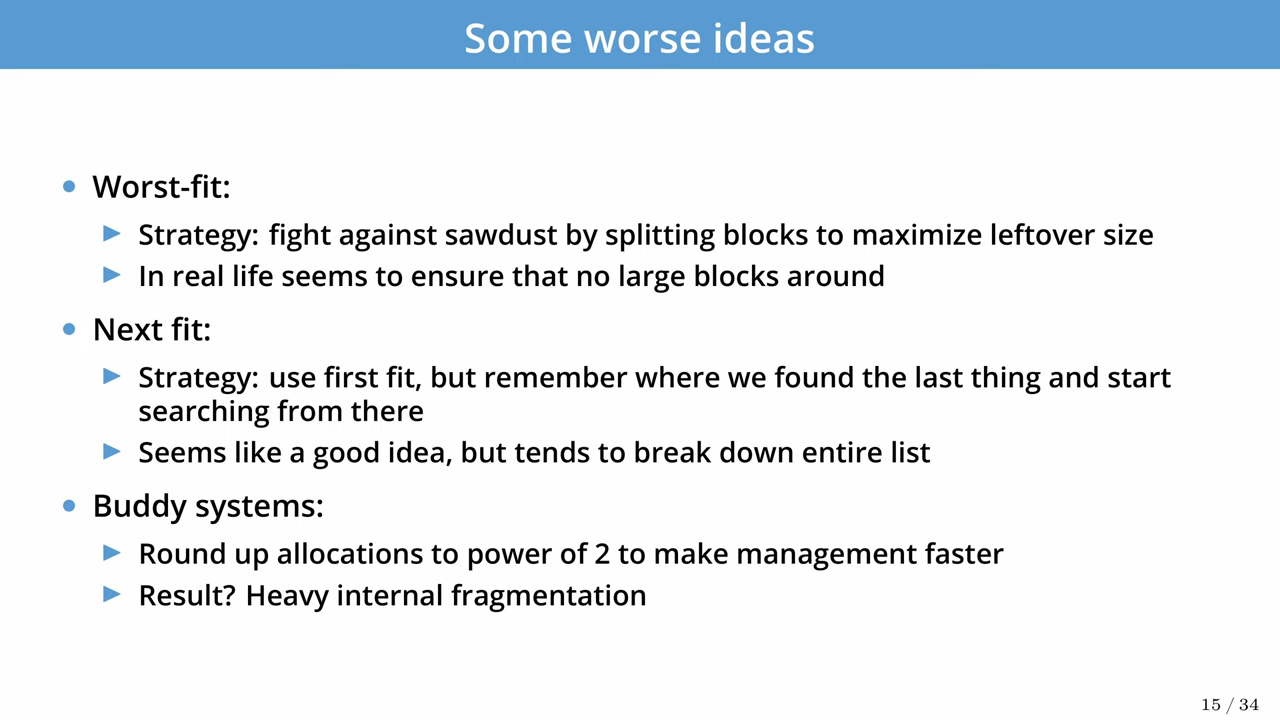 Some worse ideas
• Worst-fit:
▶ Strategy: fight against sawdust by splitting blocks to maximize leftover size
▶ In real life seems to ensure that no large blocks around
• Next fit:
▶ Strategy: use first fit, but remember where we found the last thing and start
searching from there
▶ Seems like a good idea, but tends to break down entire list
• Buddy systems:
▶ Round up allocations to power of 2 to make management faster
▶ Result? Heavy internal fragmentation
15 / 34